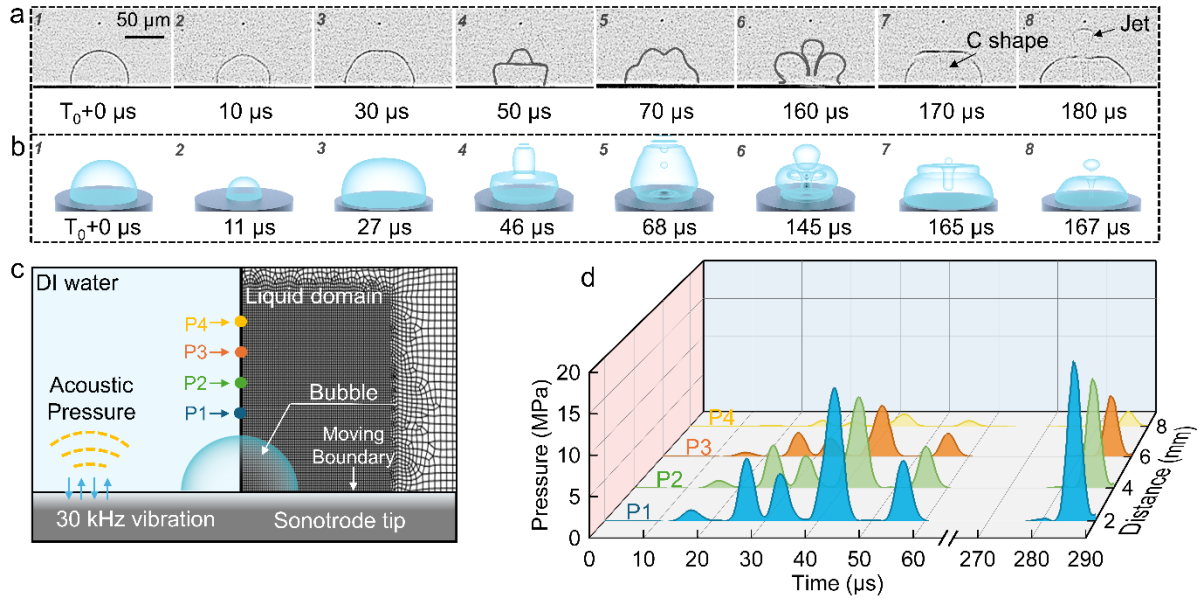 a
1 2 3 4 5 6 7 8
50 µm
C shape
Jet
T₀+0 µs 10 µs 30 µs 50 µs 70 µs 160 µs 170 µs 180 µs
b
1 2 3 4 5 6 7 8
T₀+0 µs 11 µs 27 µs 46 µs 68 µs 145 µs 165 µs 167 µs
c
DI water
Liquid domain
P4
P3
P2
P1
Acoustic
Pressure
Bubble
Moving
Boundary
30 kHz vibration
Sonotrode tip
d
Pressure (MPa)
20
15
10
5
0
P4
P3
P2
P1
8
6
4
2
Distance (mm)
0 10 20 30 40 50 60 270 280 290
Time (µs)